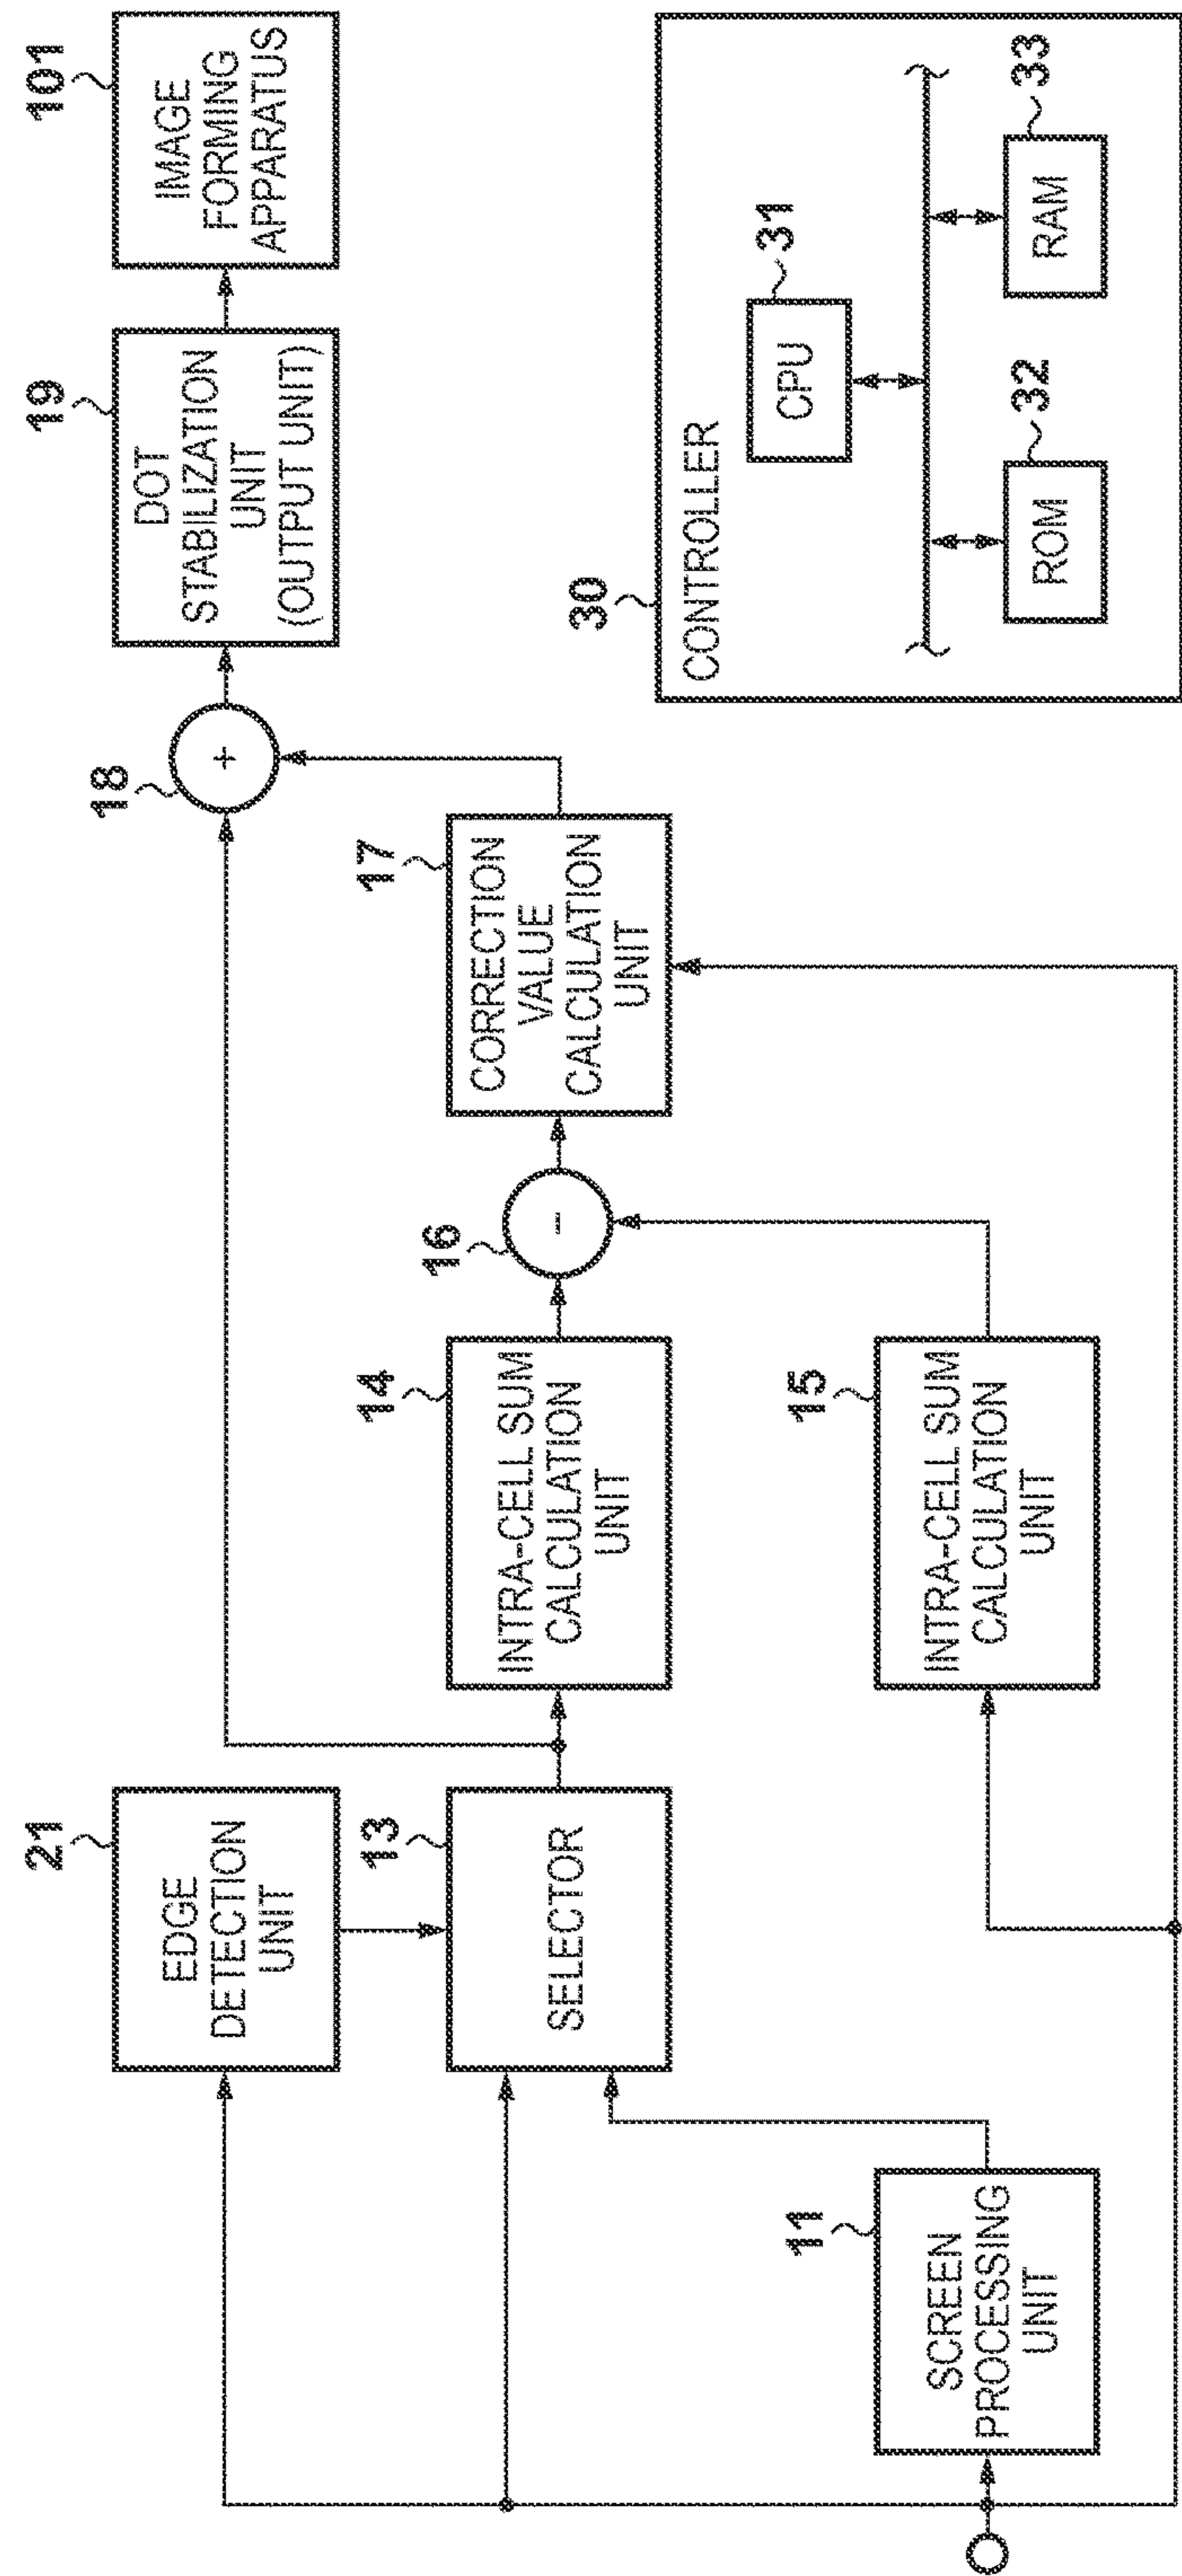 21
EDGE
DETECTION
UNIT
13
SELECTOR
11
SCREEN
PROCESSING
UNIT
14
INTRA-CELL SUM
CALCULATION
UNIT
15
INTRA-CELL SUM
CALCULATION
UNIT
16
-
17
CORRECTION
VALUE
CALCULATION
UNIT
18
+
19
DOT
STABILIZATION
UNIT
(OUTPUT UNIT)
101
IMAGE
FORMING
APPARATUS
30
CONTROLLER
31
CPU
32
ROM
33
RAM